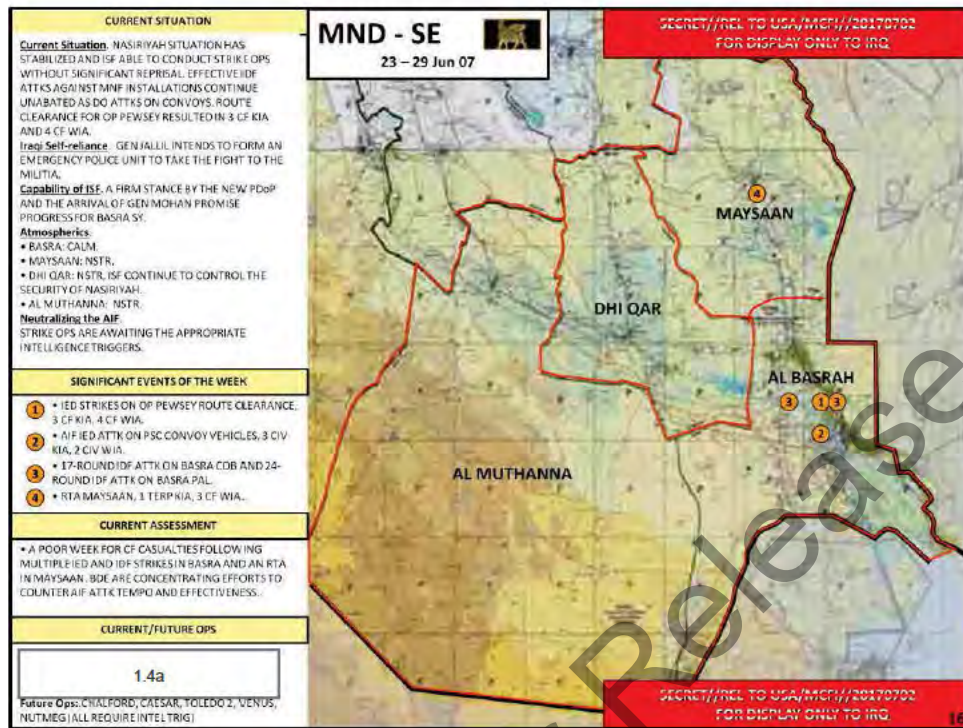 CURRENT SITUATION
Current Situation. NASIRIYAH SITUATION HAS
STABILIZED AND ISF ABLE TO CONDUCT STRIKE OPS
WITHOUT SIGNIFICANT REPRISAL. EFFECTIVE IDF
ATTKS AGAINST MNF INSTALLATIONS CONTINUE
UNABATED AS DO ATTKS ON CONVOYS. ROUTE
CLEARANCE FOR OP PEWSEY RESULTED IN 3 CF KIA
AND 4 CF WIA.
Iraqi Self-reliance. GEN JALLIL INTENDS TO FORM AN
EMERGENCY POLICE UNIT TO TAKE THE FIGHT TO THE
MILITIA.
Capability of ISF. A FIRM STANCE BY THE NEW PDoP
AND THE ARRIVAL OF GEN MOHAN PROMISE
PROGRESS FOR BASRA SY.
Atmospherics.
• BASRA: CALM.
• MAYSAAN: NSTR.
• DHI QAR: NSTR. ISF CONTINUE TO CONTROL THE
SECURITY OF NASIRIYAH.
• AL MUTHANNA: NSTR.
Neutralizing the AIF.
STRIKE OPS ARE AWAITING THE APPROPRIATE
INTELLIGENCE TRIGGERS.
SIGNIFICANT EVENTS OF THE WEEK
1 • IED STRIKES ON OP PEWSEY ROUTE CLEARANCE,
3 CF KIA, 4 CF WIA.
2 • AIF IED ATTK ON PSC CONVOY VEHICLES, 3 CIV
KIA, 2 CIV WIA.
3 • 17-ROUND IDF ATTK ON BASRA COB AND 24-
ROUND IDF ATTK ON BASRA PAL.
4 • RTA MAYSAAN, 1 TERP KIA, 3 CF WIA.
CURRENT ASSESSMENT
• A POOR WEEK FOR CF CASUALTIES FOLLOWING
MULTIPLE IED AND IDF STRIKES IN BASRA AND AN RTA
IN MAYSAAN. BDE ARE CONCENTRATING EFFORTS TO
COUNTER AIF ATTK TEMPO AND EFFECTIVENESS.
CURRENT/FUTURE OPS
1.4a
Future Ops: CHALFORD, CAESAR, TOLEDO 2, VENUS,
NUTMEG (ALL REQUIRE INTEL TRIG)
MND - SE
23 – 29 Jun 07
SECRET//REL TO USA/MCFI//20170702
FOR DISPLAY ONLY TO IRQ
4
MAYSAAN
DHI QAR
AL BASRAH
3 1 3
2
AL MUTHANNA
Release
SECRET//REL TO USA/MCFI//20170702
FOR DISPLAY ONLY TO IRQ